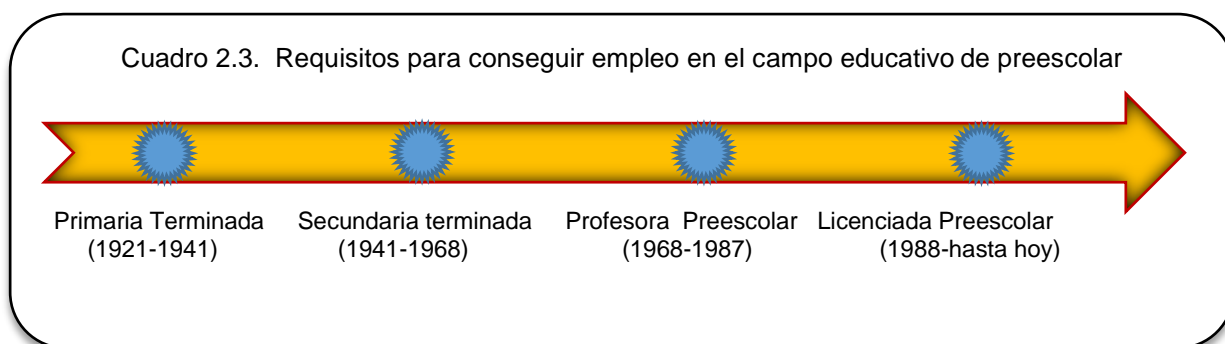 Cuadro 2.3. Requisitos para conseguir empleo en el campo educativo de preescolar
Primaria Terminada
(1921-1941)
Secundaria terminada
(1941-1968)
Profesora Preescolar
(1968-1987)
Licenciada Preescolar
(1988-hasta hoy)